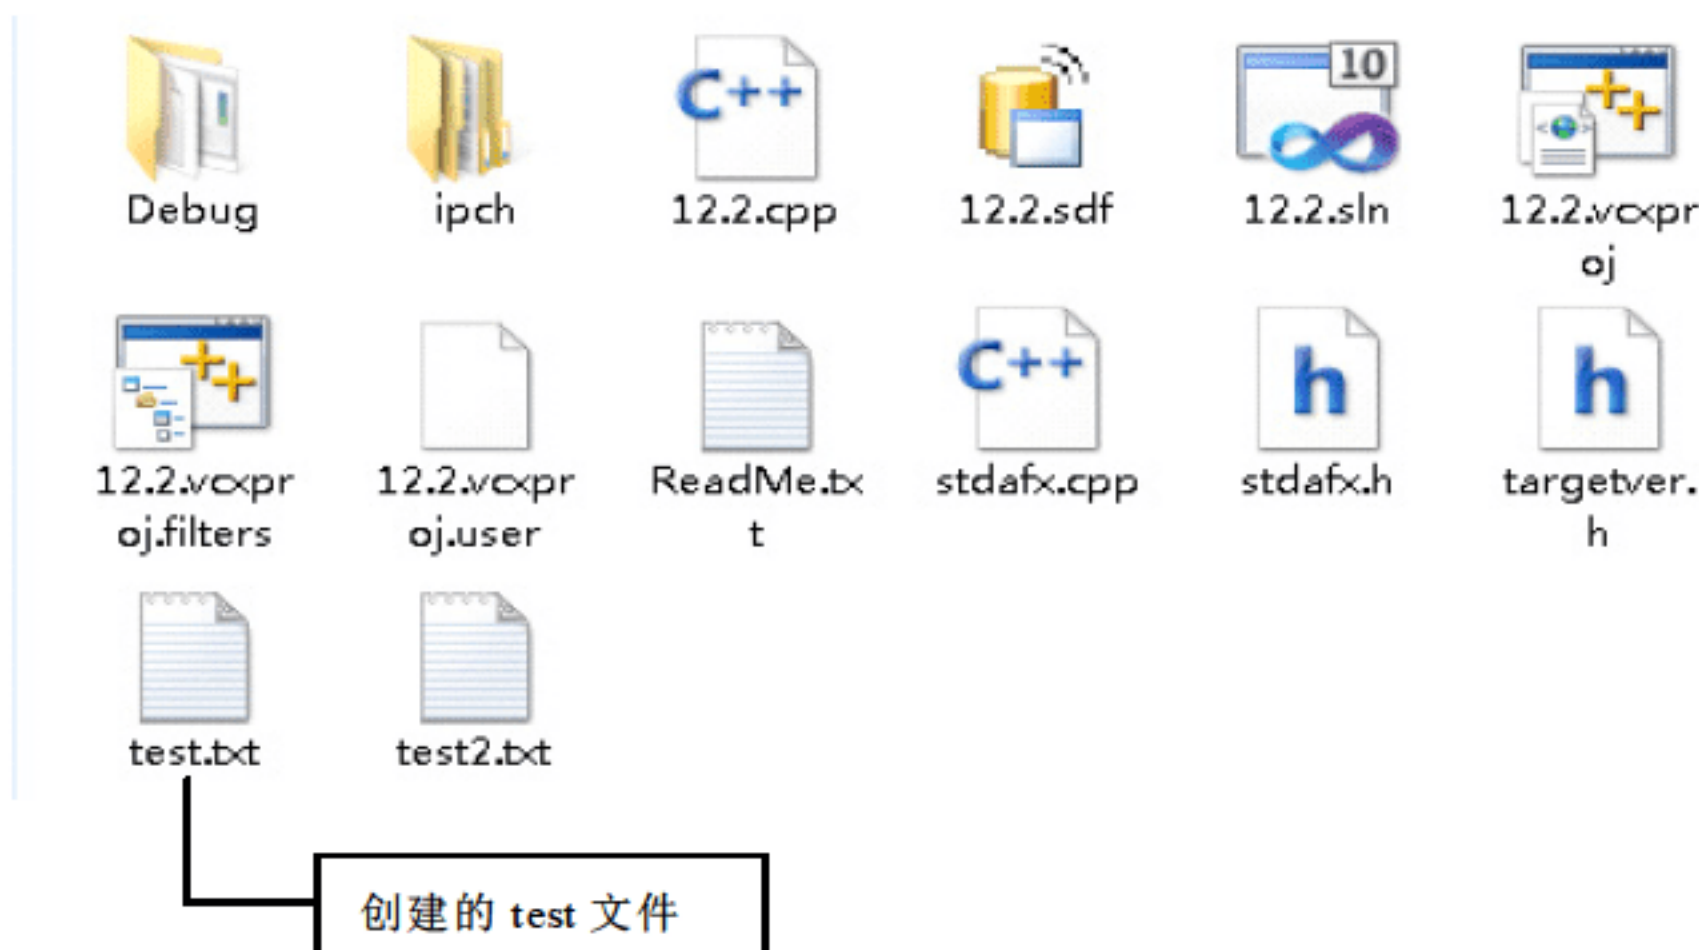 C++
10
Debug
ipch
12.2.cpp
12.2.sdf
12.2.sln
12.2.vcxpr
oj
C++
h
h
12.2.vcxpr
oj.filters
12.2.vcxpr
oj.user
ReadMe.tx
t
stdafx.cpp
stdafx.h
targetver.
h
test.txt
test2.txt
创建的 test 文件